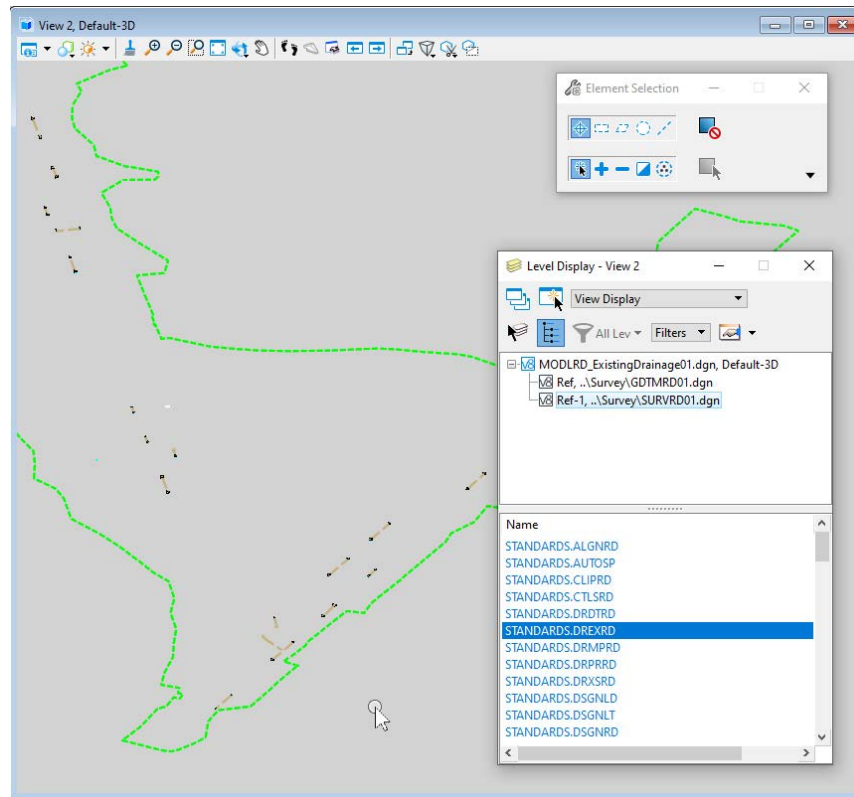 View 2, Default-3D
Element Selection
Level Display - View 2
View Display
All Lev
Filters
MODLRD_ExistingDrainage01.dgn, Default-3D
Ref, ..\Survey\GDTMRD01.dgn
Ref-1, ..\Survey\SURVRD01.dgn
Name
STANDARDS.ALGNRD
STANDARDS.AUTOSP
STANDARDS.CLIPRD
STANDARDS.CTLSRD
STANDARDS.DRDTRD
STANDARDS.DREXRD
STANDARDS.DRMPRD
STANDARDS.DRPRRD
STANDARDS.DRXSRD
STANDARDS.DSGNLD
STANDARDS.DSGNLT
STANDARDS.DSGNRD